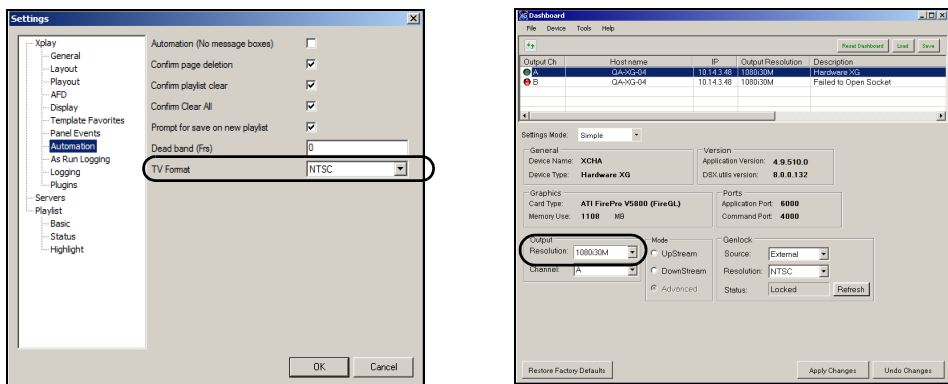 Settings
Xplay
General
Layout
Playout
AFD
Display
Template Favorites
Panel Events
Automation
As Run Logging
Logging
Plugins
Servers
Playlist
Basic
Status
Highlight
Automation (No message boxes)
Confirm page deletion
Confirm playlist clear
Confirm Clear All
Prompt for save on new playlist
Dead band (Frs) 0
TV Format NTSC
OK Cancel
XG Dashboard
File Device Tools Help
Reset Dashboard Load Save
Output Ch Host name IP Output Resolution Description
A QA-XG-04 10.14.3.48 1080i30M Hardware XG
B QA-XG-04 10.14.3.48 1080i30M Failed to Open Socket
Settings Mode: Simple
General
Device Name: XCHA
Device Type: Hardware XG
Version
Application Version: 4.9.510.0
DSX.utils version: 8.0.0.132
Graphics
Card Type: ATI FirePro V5800 (FireGL)
Memory Use: 1108 MB
Ports
Application Port: 6000
Command Port: 4000
Output
Resolution: 1080i30M
Channel: A
Mode
UpStream
DownStream
Advanced
Genlock
Source: External
Resolution: NTSC
Status: Locked Refresh
Restore Factory Defaults Apply Changes Undo Changes